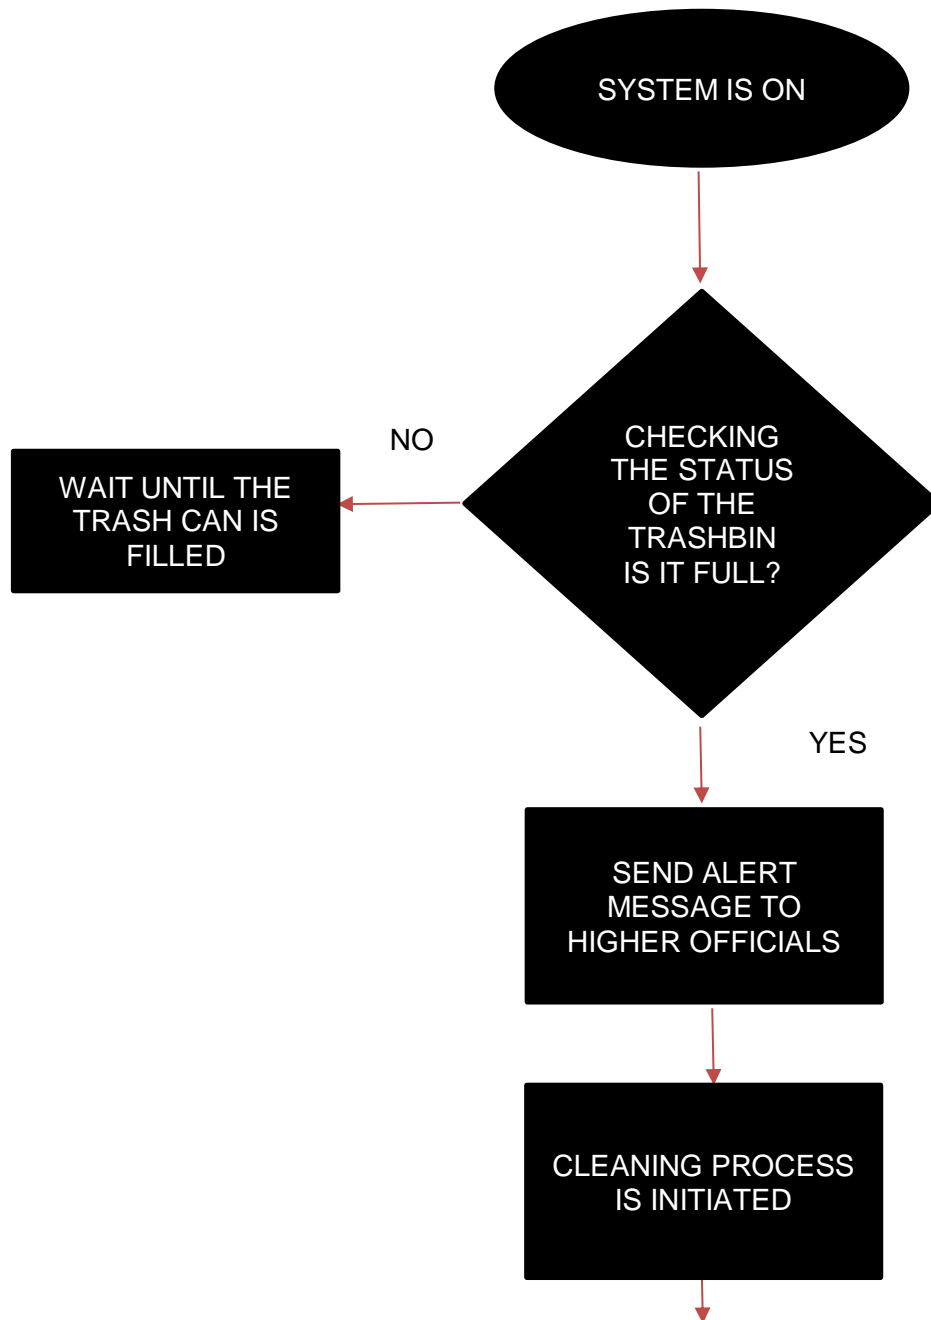 SYSTEM IS ON
NO
CHECKING
THE STATUS
OF THE
TRASHBIN
IS IT FULL?
WAIT UNTIL THE
TRASH CAN IS
FILLED
YES
SEND ALERT
MESSAGE TO
HIGHER OFFICIALS
CLEANING PROCESS
IS INITIATED